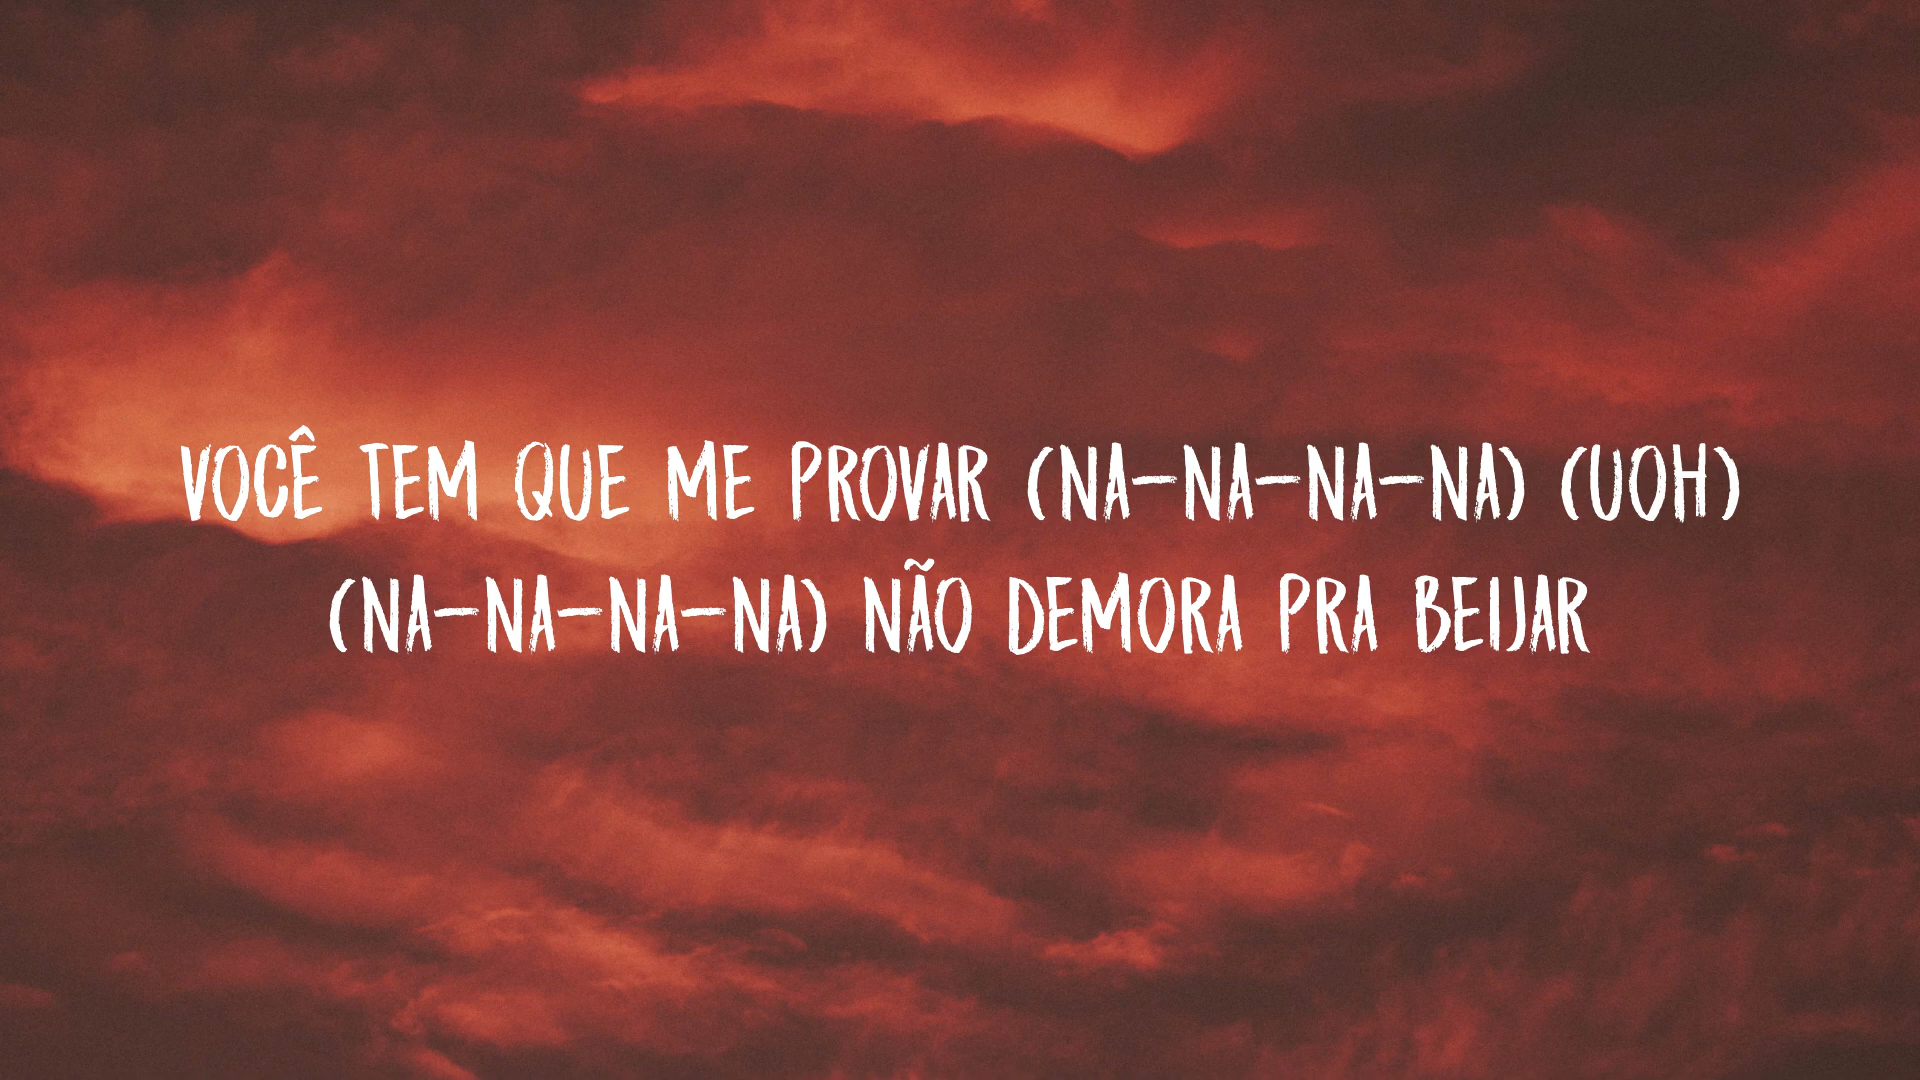 VOCÊ TEM QUE ME PROVAR (NA-NA-NA-NA) (UOH)
(NA-NA-NA-NA) NÃO DEMORA PRA BEIJAR